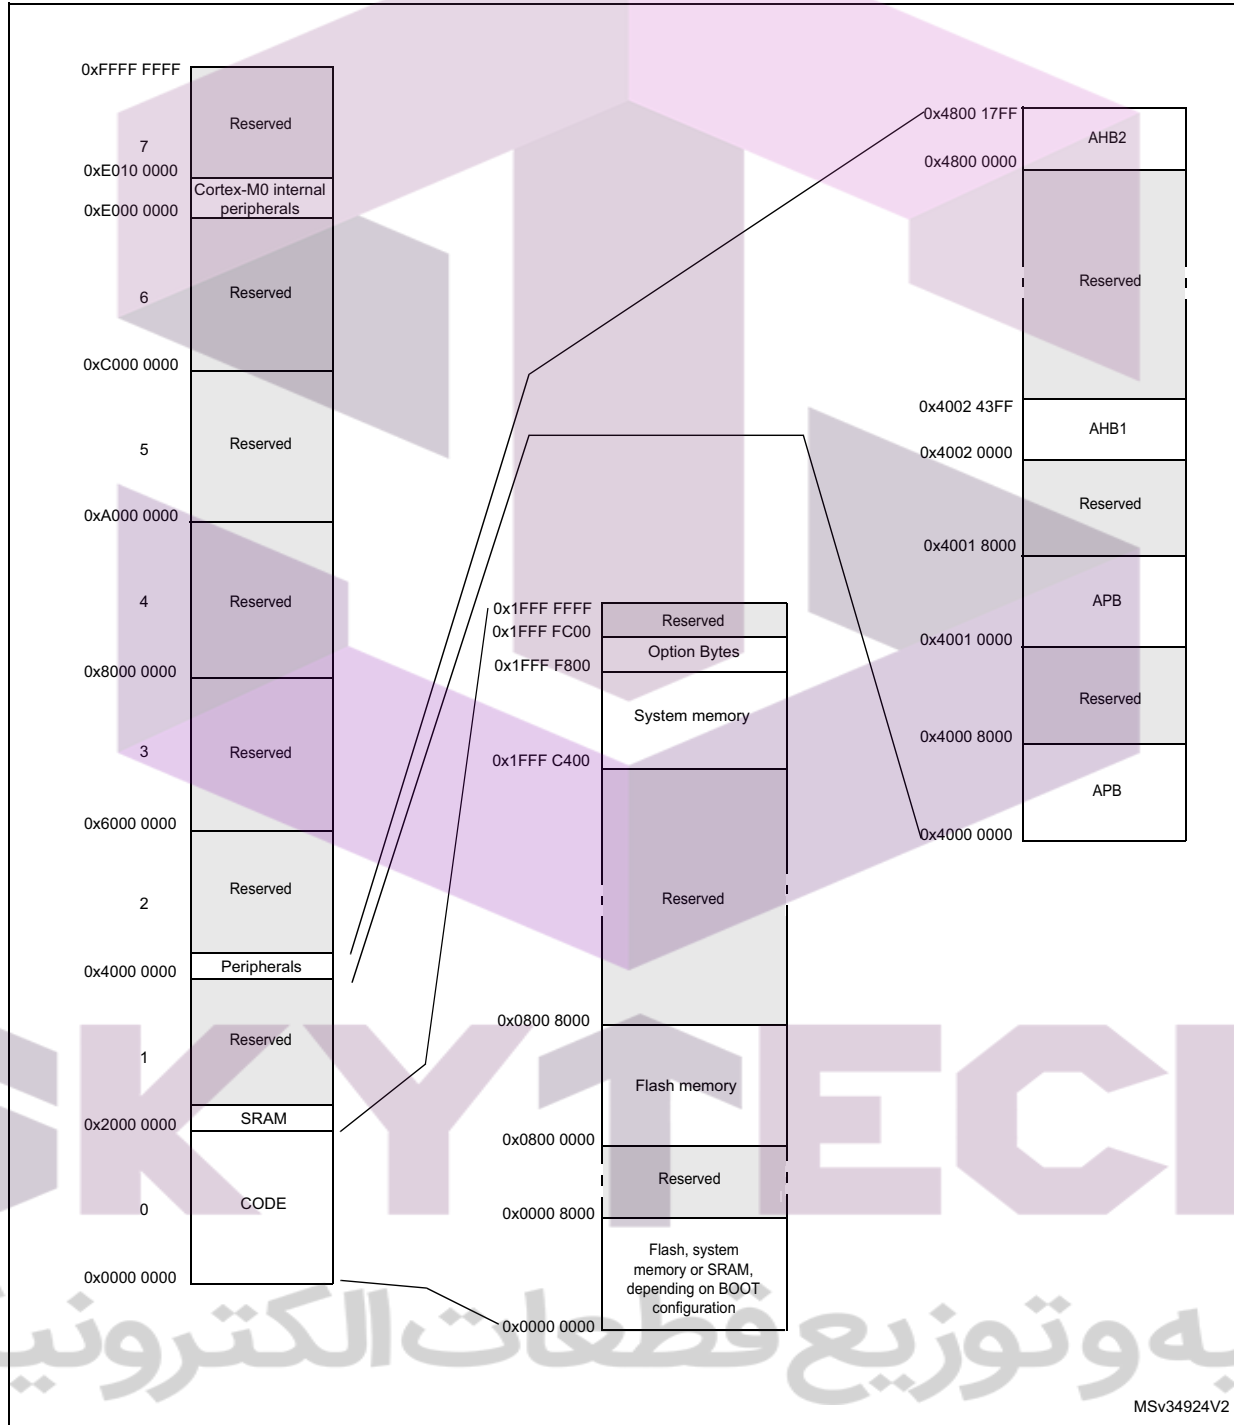 0xFFFF FFFF
Reserved
7
0xE010 0000
Cortex-M0 internal
peripherals
0xE000 0000
Reserved
6
0xC000 0000
Reserved
5
0xA000 0000
Reserved
4
0x8000 0000
Reserved
3
0x6000 0000
Reserved
2
0x4000 0000
Peripherals
Reserved
1
0x2000 0000
SRAM
CODE
0
0x0000 0000
0x1FFF FFFF
Reserved
0x1FFF FC00
Option Bytes
0x1FFF F800
System memory
0x1FFF C400
Reserved
0x0800 8000
Flash memory
0x0800 0000
Reserved
0x0000 8000
Flash, system
memory or SRAM,
depending on BOOT
configuration
0x0000 0000
0x4800 17FF
AHB2
0x4800 0000
Reserved
0x4002 43FF
AHB1
0x4002 0000
Reserved
0x4001 8000
APB
0x4001 0000
Reserved
0x4000 8000
APB
0x4000 0000
SKYTECH
توزیع قطعات
MSv34924V2